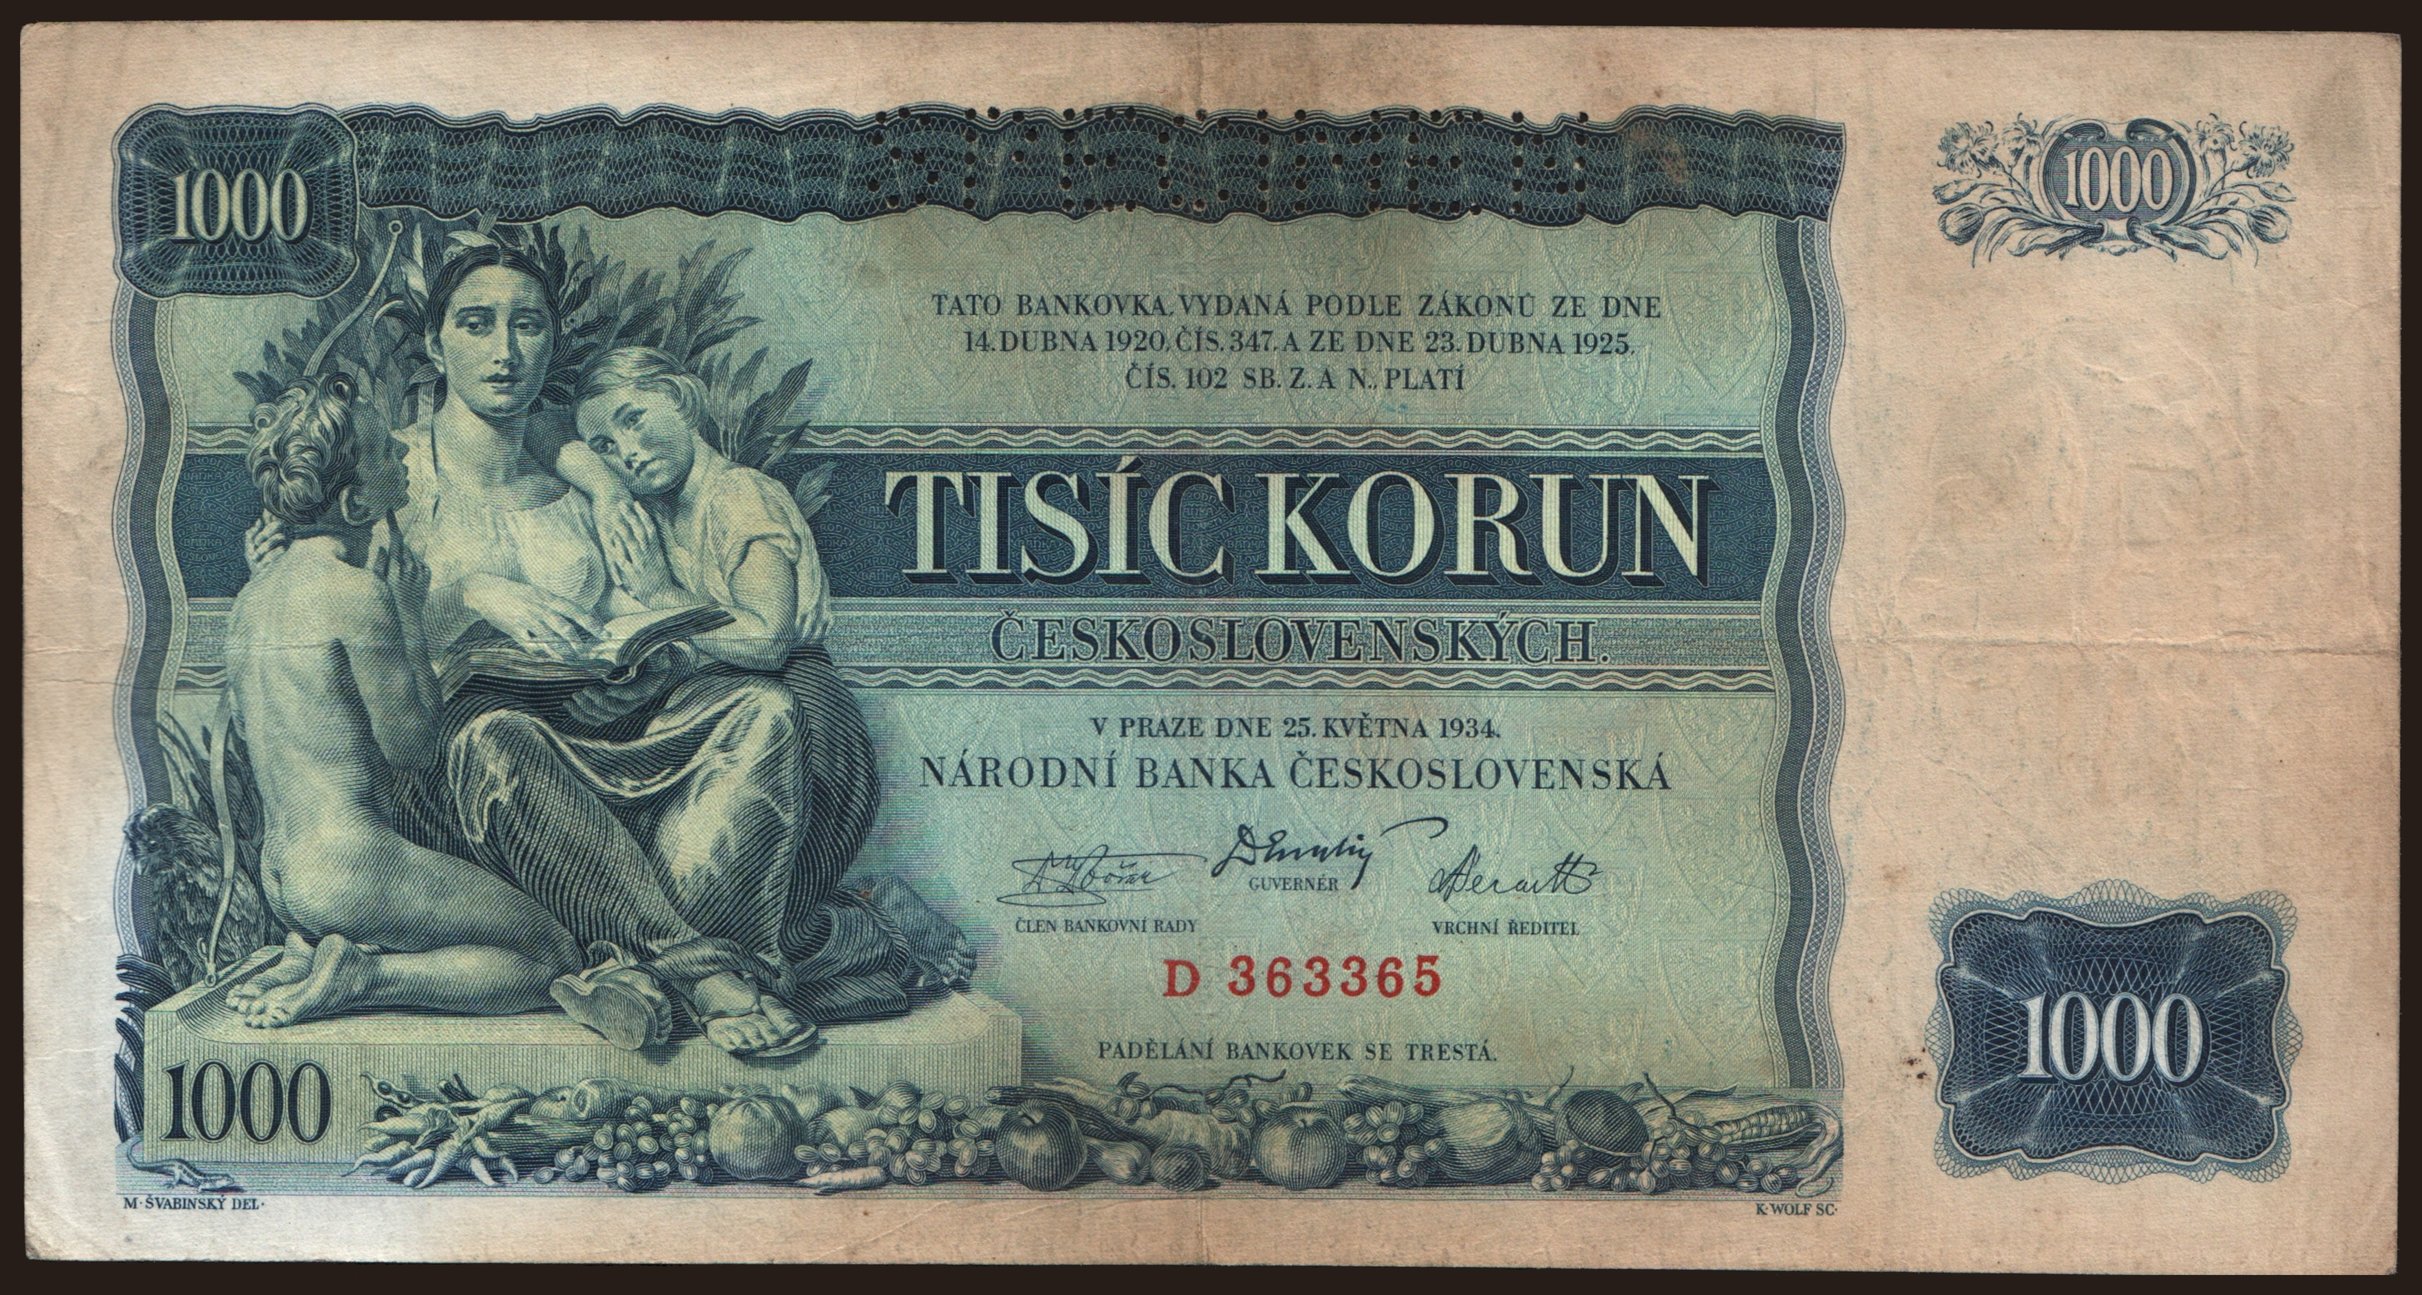 1000
1000
NEPLATNÉ
TATO BANKOVKA, VYDANÁ PODLE ZÁKONŮ ZE DNE
14. DUBNA 1920, ČÍS. 347, A ZE DNE 23. DUBNA 1925,
ČÍS. 102 SB. Z. A N., PLATÍ
TISÍC KORUN
ČESKOSLOVENSKÝCH.
V PRAZE DNE 25. KVĚTNA 1934.
NÁRODNÍ BANKA ČESKOSLOVENSKÁ
GUVERNÉR
ČLEN BANKOVNÍ RADY
VRCHNÍ ŘEDITEL
D 363365
PADĚLÁNÍ BANKOVEK SE TRESTÁ.
1000
1000
M·ŠVABINSKÝ DEL·
K·WOLF SC·